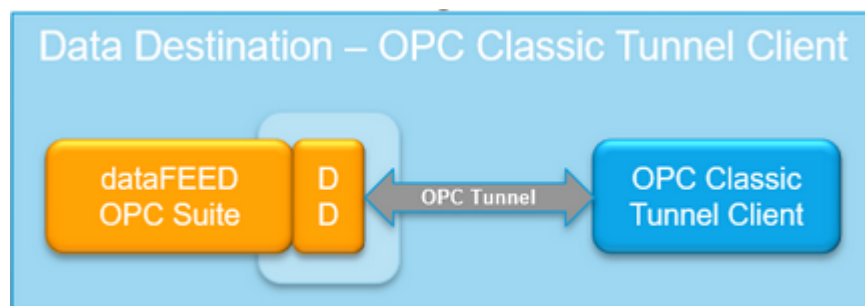 Data Destination – OPC Classic Tunnel Client
dataFEED
OPC Suite
D
D
OPC Tunnel
OPC Classic
Tunnel Client